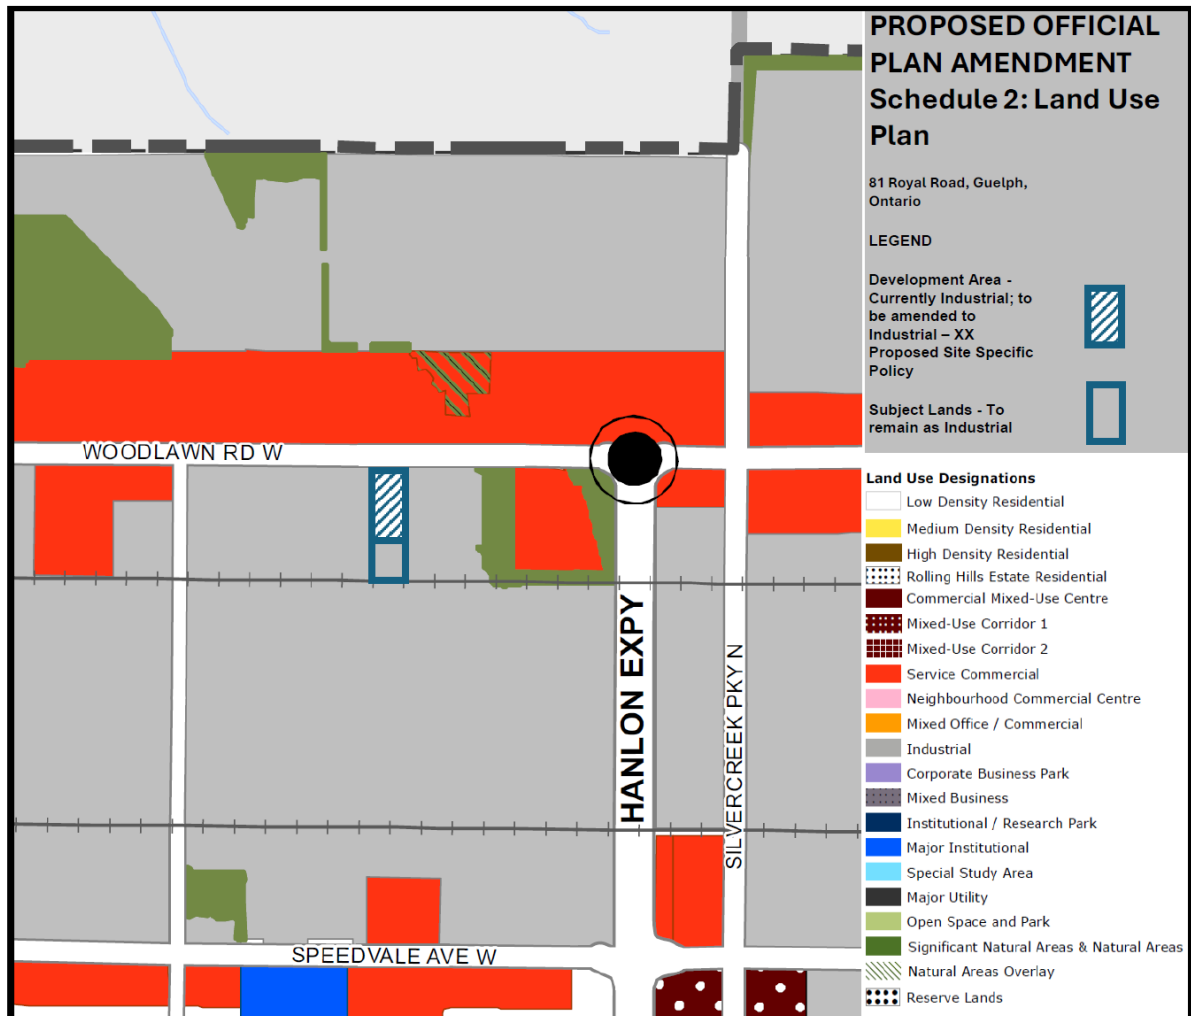 PROPOSED OFFICIAL
PLAN AMENDMENT
Schedule 2: Land Use
Plan
81 Royal Road, Guelph,
Ontario
LEGEND
Development Area -
Currently Industrial; to
be amended to
Industrial – XX
Proposed Site Specific
Policy
Subject Lands - To
remain as Industrial
WOODLAWN RD W
HANLON EXPY
SILVERCREEK PKY N
SPEEDVALE AVE W
Land Use Designations
Low Density Residential
Medium Density Residential
High Density Residential
Rolling Hills Estate Residential
Commercial Mixed-Use Centre
Mixed-Use Corridor 1
Mixed-Use Corridor 2
Service Commercial
Neighbourhood Commercial Centre
Mixed Office / Commercial
Industrial
Corporate Business Park
Mixed Business
Institutional / Research Park
Major Institutional
Special Study Area
Major Utility
Open Space and Park
Significant Natural Areas & Natural Areas
Natural Areas Overlay
Reserve Lands